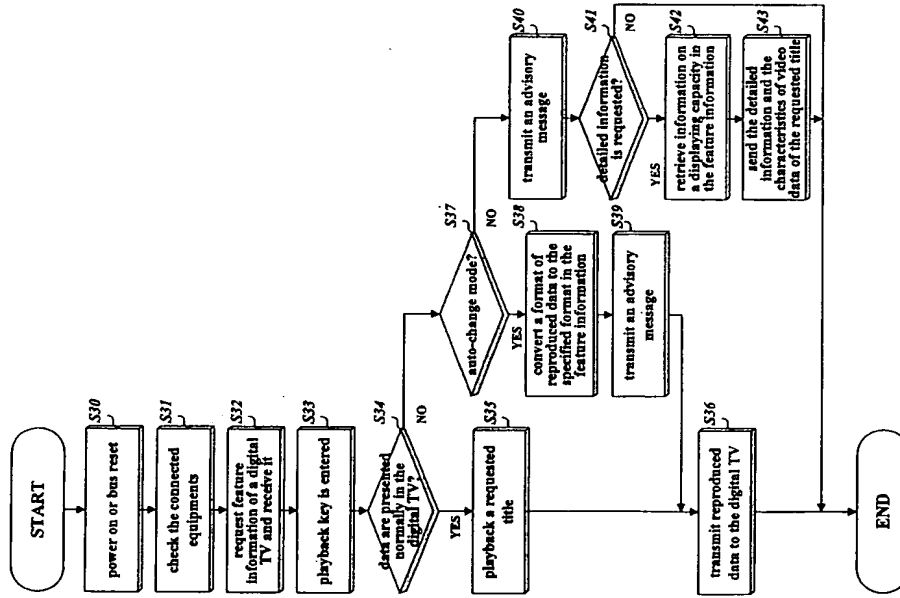 START
S30
power on or bus reset
S31
check the connected
equipments
S32
request feature
information of a digital
TV and receive it
S33
playback key is entered
S34
data are presented
normally in the
digital TV?
NO
YES
S35
playback a requested
title
S36
transmit reproduced
data to the digital TV
END
S37
auto-change mode?
NO
YES
S38
convert a format of
reproduced data to the
specified format in the
feature information
S39
transmit an advisory
message
S40
transmit an advisory
message
S41
detailed information
is requested?
NO
YES
S42
retrieve information on
a displaying capacity in
the feature information
S43
send the detailed
information and the
characteristics of video
data of the requested title